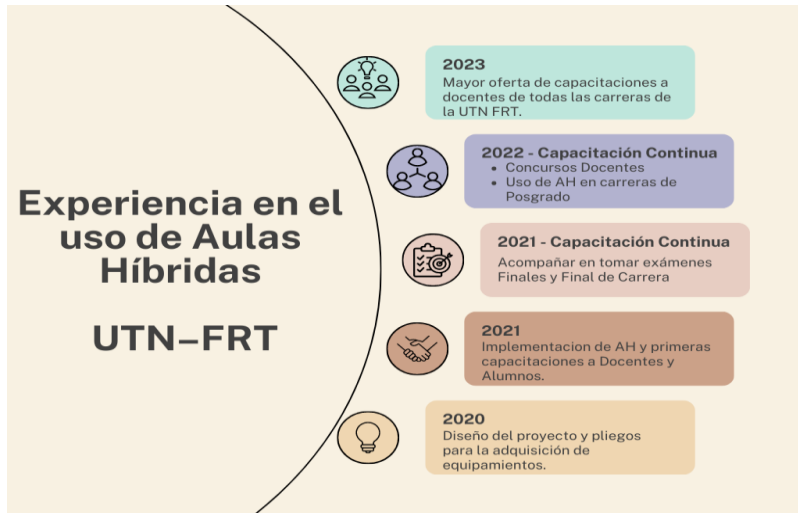 Experiencia en el
uso de Aulas
Híbridas
UTN–FRT
2023
Mayor oferta de capacitaciones a
docentes de todas las carreras de
la UTN FRT.
2022 - Capacitación Continua
• Concursos Docentes
• Uso de AH en carreras de
Posgrado
2021 - Capacitación Continua
Acompañar en tomar exámenes
Finales y Final de Carrera
2021
Implementacion de AH y primeras
capacitaciones a Docentes y
Alumnos.
2020
Diseño del proyecto y pliegos
para la adquisición de
equipamientos.